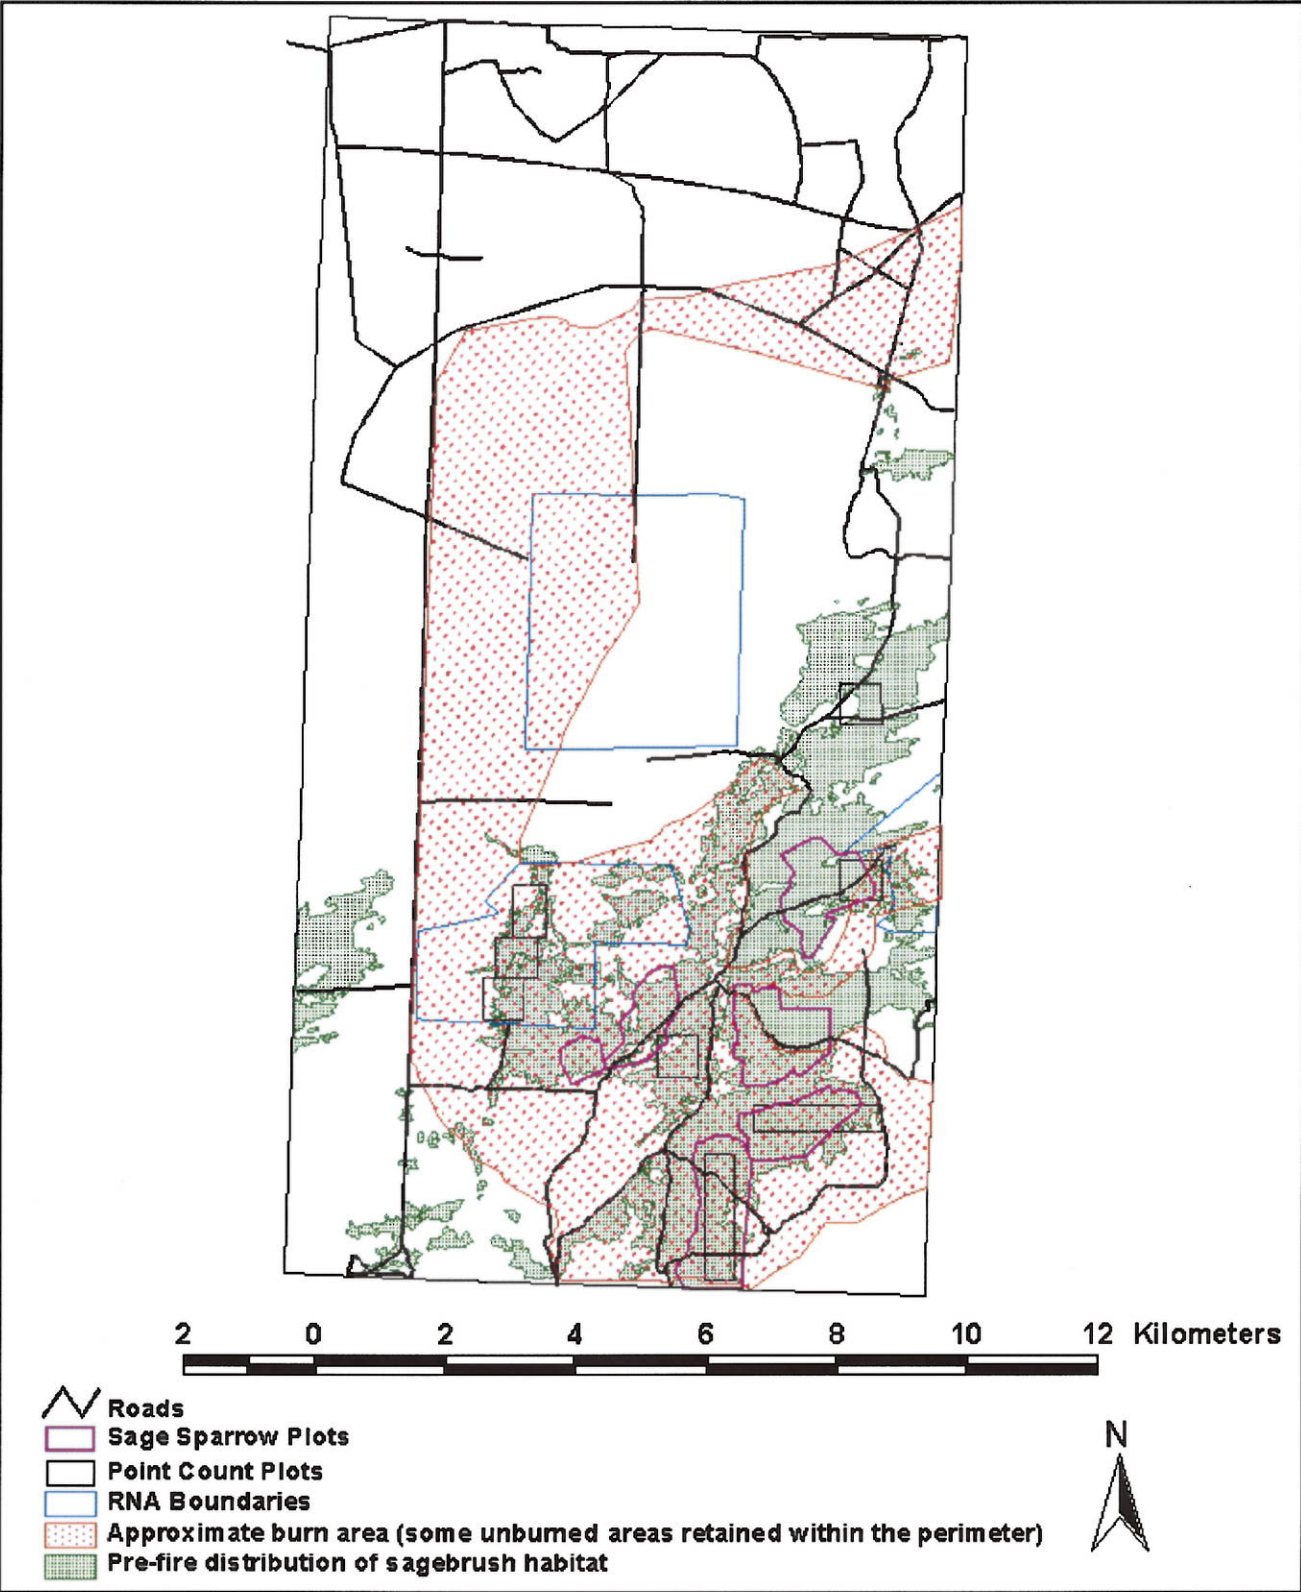 2 0 2 4 6 8 10 12 Kilometers
Roads
Sage Sparrow Plots
Point Count Plots
RNA Boundaries
Approximate burn area (some unburned areas retained within the perimeter)
Pre-fire distribution of sagebrush habitat
N